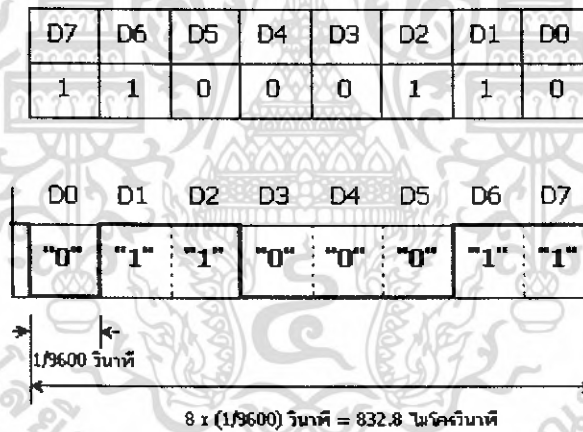 D7 D6 D5 D4 D3 D2 D1 D0
1 1 0 0 0 1 1 0
D0 D1 D2 D3 D4 D5 D6 D7
"0" "1" "1" "0" "0" "0" "1" "1"
1/9600 วินาที
8 x (1/9600) วินาที = 832.8 ไมโครวินาที